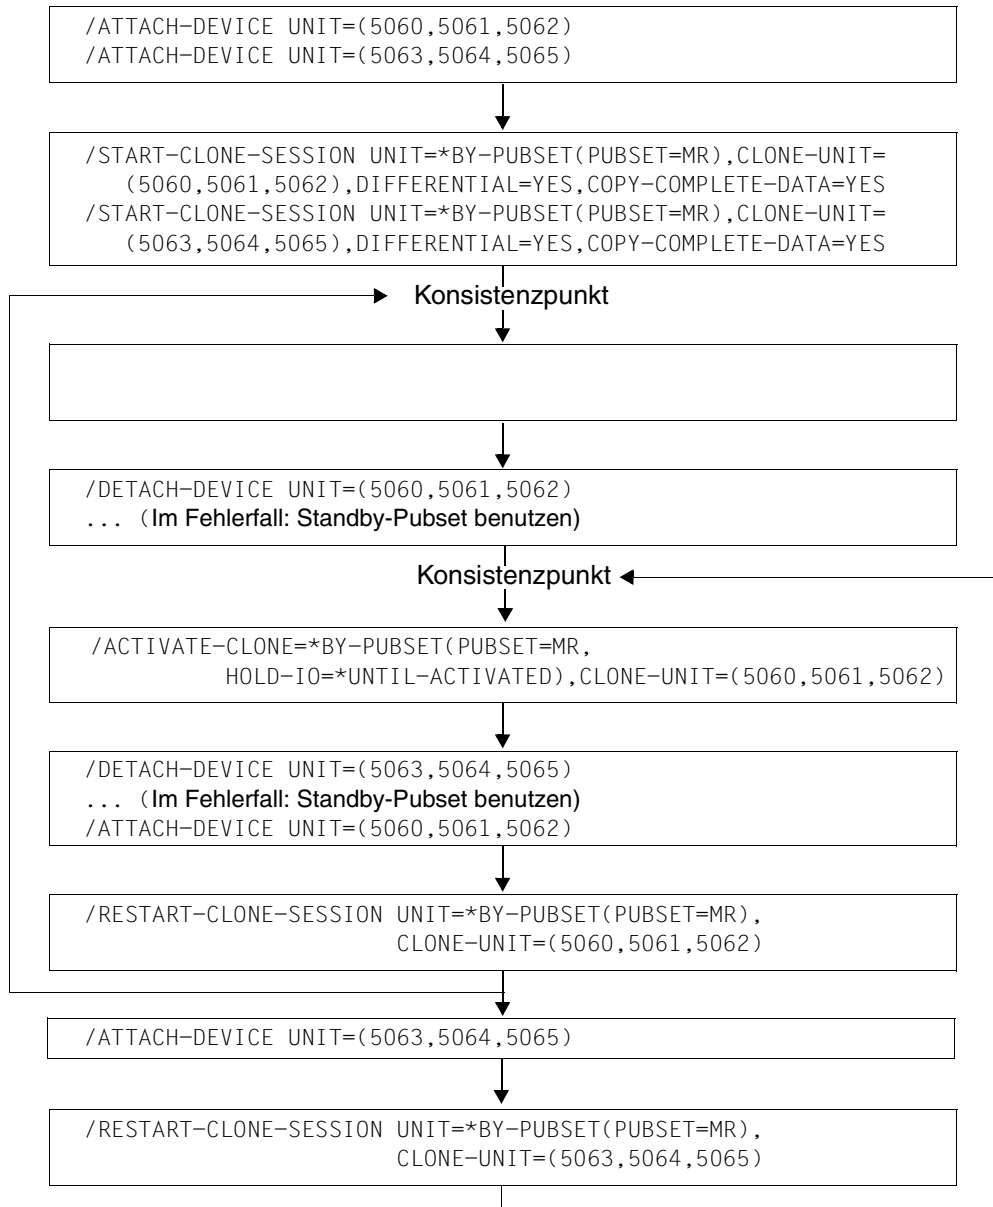 /ATTACH-DEVICE UNIT=(5060,5061,5062)
/ATTACH-DEVICE UNIT=(5063,5064,5065)
/START-CLONE-SESSION UNIT=*BY-PUBSET(PUBSET=MR),CLONE-UNIT=
(5060,5061,5062),DIFFERENTIAL=YES,COPY-COMPLETE-DATA=YES
/START-CLONE-SESSION UNIT=*BY-PUBSET(PUBSET=MR),CLONE-UNIT=
(5063,5064,5065),DIFFERENTIAL=YES,COPY-COMPLETE-DATA=YES
Konsistenzpunkt
/DETACH-DEVICE UNIT=(5060,5061,5062)
... (Im Fehlerfall: Standby-Pubset benutzen)
Konsistenzpunkt
/ACTIVATE-CLONE=*BY-PUBSET(PUBSET=MR,
HOLD-IO=*UNTIL-ACTIVATED),CLONE-UNIT=(5060,5061,5062)
/DETACH-DEVICE UNIT=(5063,5064,5065)
... (Im Fehlerfall: Standby-Pubset benutzen)
/ATTACH-DEVICE UNIT=(5060,5061,5062)
/RESTART-CLONE-SESSION UNIT=*BY-PUBSET(PUBSET=MR),
CLONE-UNIT=(5060,5061,5062)
/ATTACH-DEVICE UNIT=(5063,5064,5065)
/RESTART-CLONE-SESSION UNIT=*BY-PUBSET(PUBSET=MR),
CLONE-UNIT=(5063,5064,5065)